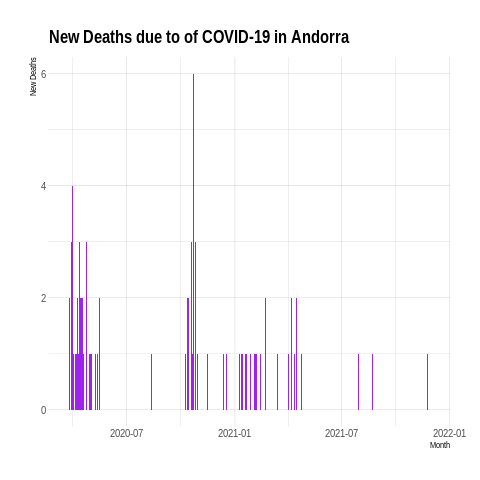 New Deaths due to of COVID-19 in Andorra
New Deaths
6
4
2
0
2020-07 2021-01 2021-07 2022-01
Month